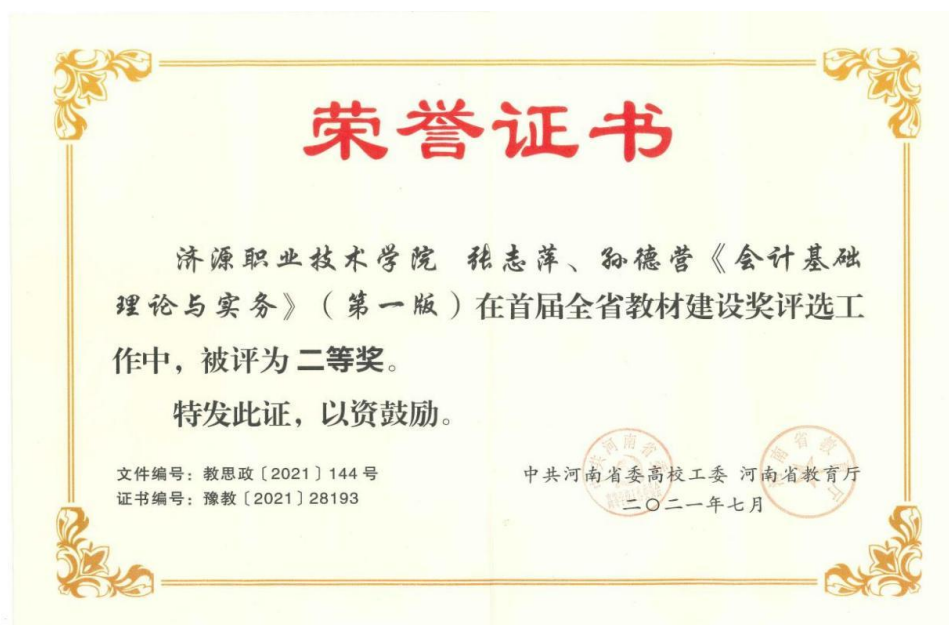 荣誉证书
济源职业技术学院 张志萍、孙德营《会计基础
理论与实务》（第一版）在首届全省教材建设奖评选工
作中，被评为 二等奖。
特发此证，以资鼓励。
文件编号：教思政〔2021〕144号
证书编号：豫教〔2021〕28193
中共河南省委高校工委 河南省教育厅
二〇二一年七月